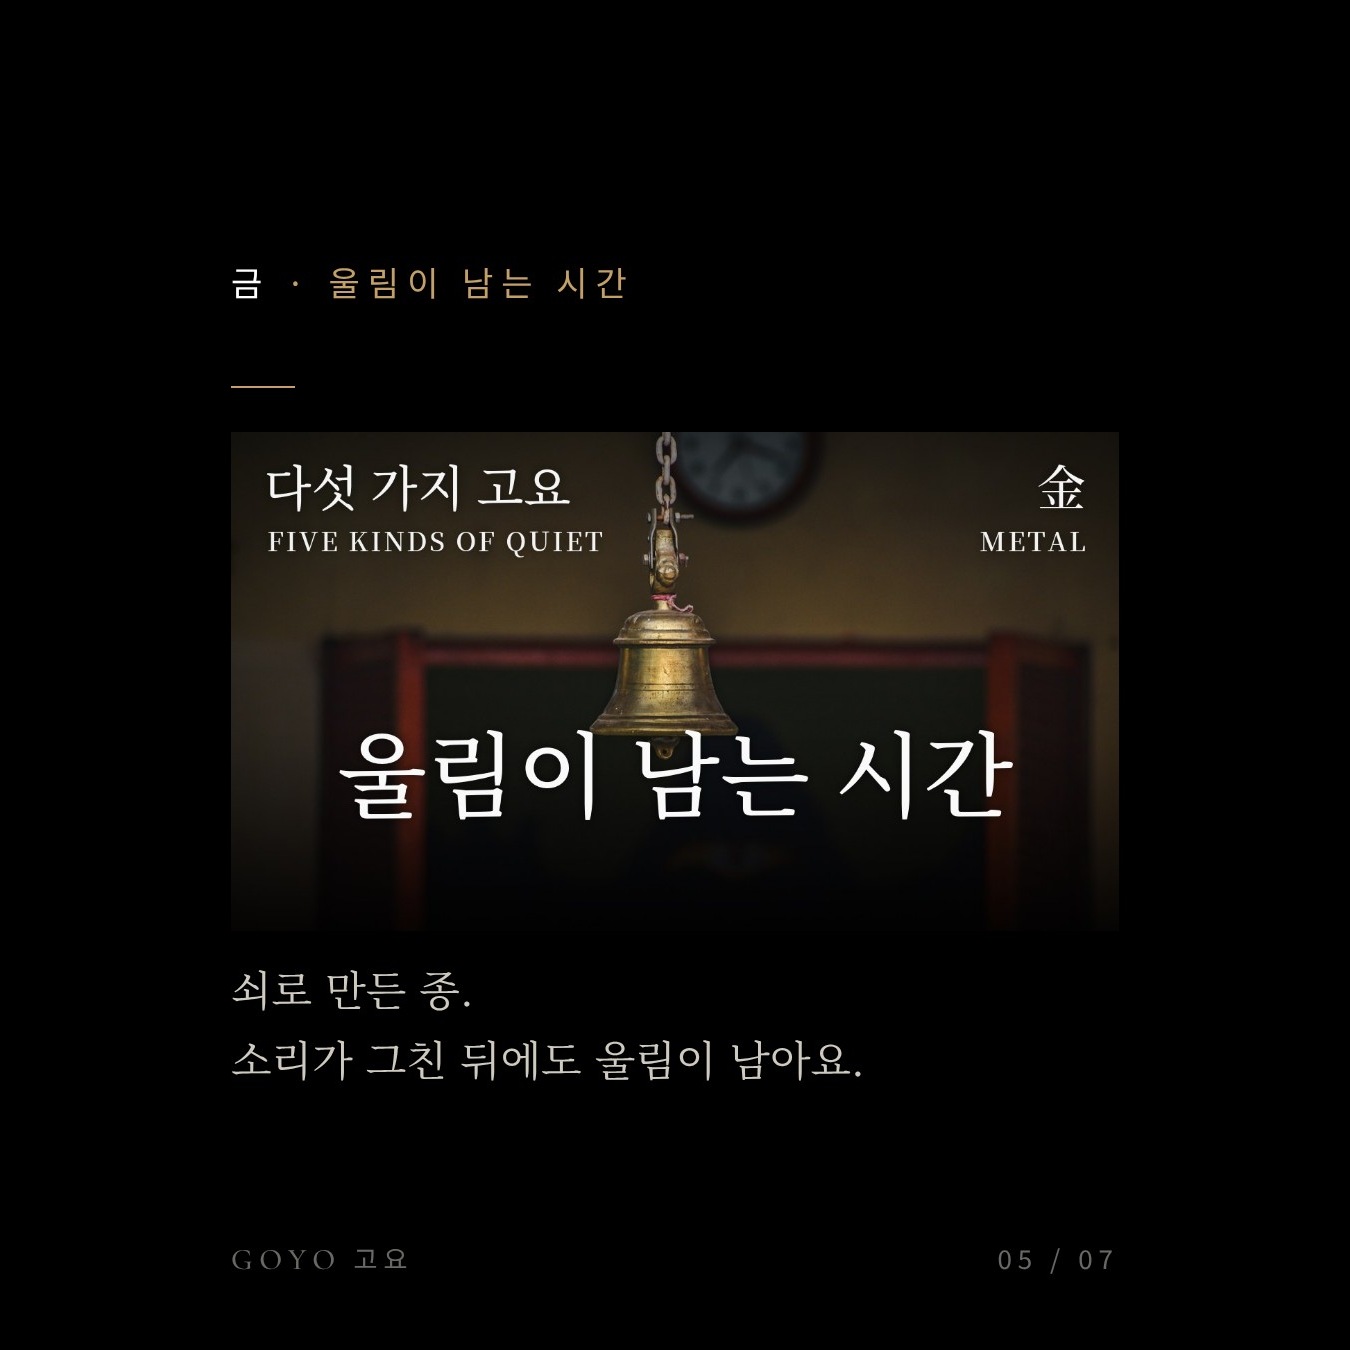 금 · 울림이 남는 시간
다섯 가지 고요
金
FIVE KINDS OF QUIET
METAL
울림이 남는 시간
쇠로 만든 종.
소리가 그친 뒤에도 울림이 남아요.
GOYO 고요
05 / 07